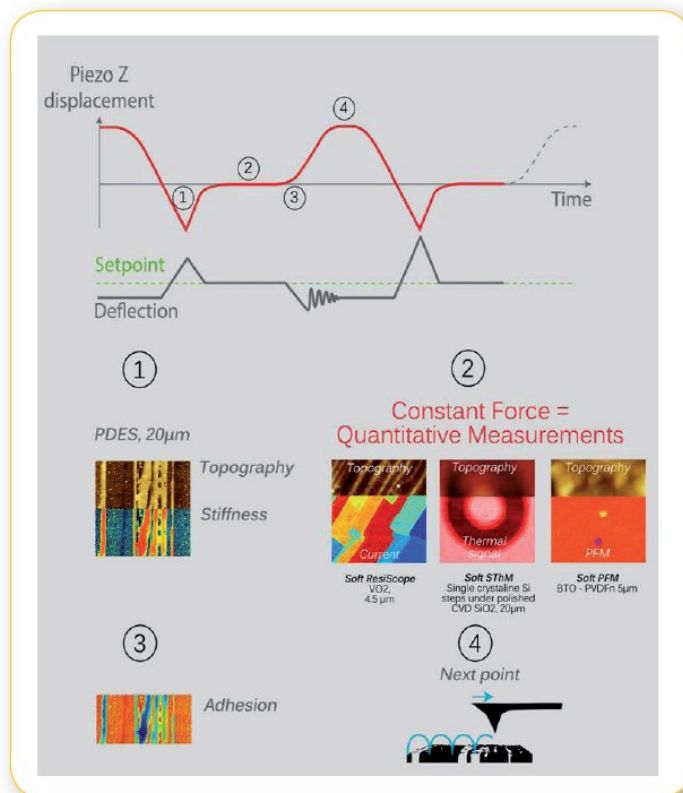 Piezo Z
displacement
④
②
①
③
Time
Setpoint
Deflection
①
②
Constant Force =
Quantitative Measurements
PDES, 20µm
Topography
Stiffness
Topography
Current
Topography
Thermal
signal
Topography
PFM
Soft ResiScope
VO2,
4.5 µm
Soft SThM
Single crystaline Si
steps under polished
CVD SiO2, 20µm
Soft PFM
BTO - PVDFn 5µm
③
Adhesion
④
Next point